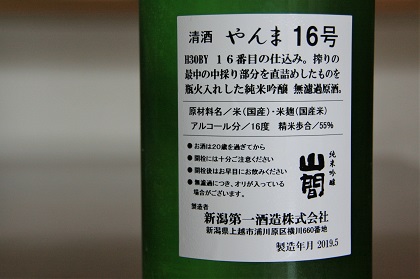 清酒 やんま 16号
H30BY 16番目の仕込み。搾りの
最中の中採り部分を直詰めしたものを
瓶火入れした純米吟醸 無濾過原酒。
原材料名／米(国産)・米麹(国産米)
アルコール分／16度 精米歩合／55%
●お酒は20歳を過ぎてから
●開栓には十分ご注意ください
●開栓後はお早目にお飲みください
●無濾過につき、オリが入っている
場合がございます。
純米吟醸
山間
製造者
新潟第一酒造株式会社
新潟県上越市浦川原区横川660番地
製造年月 2019.5